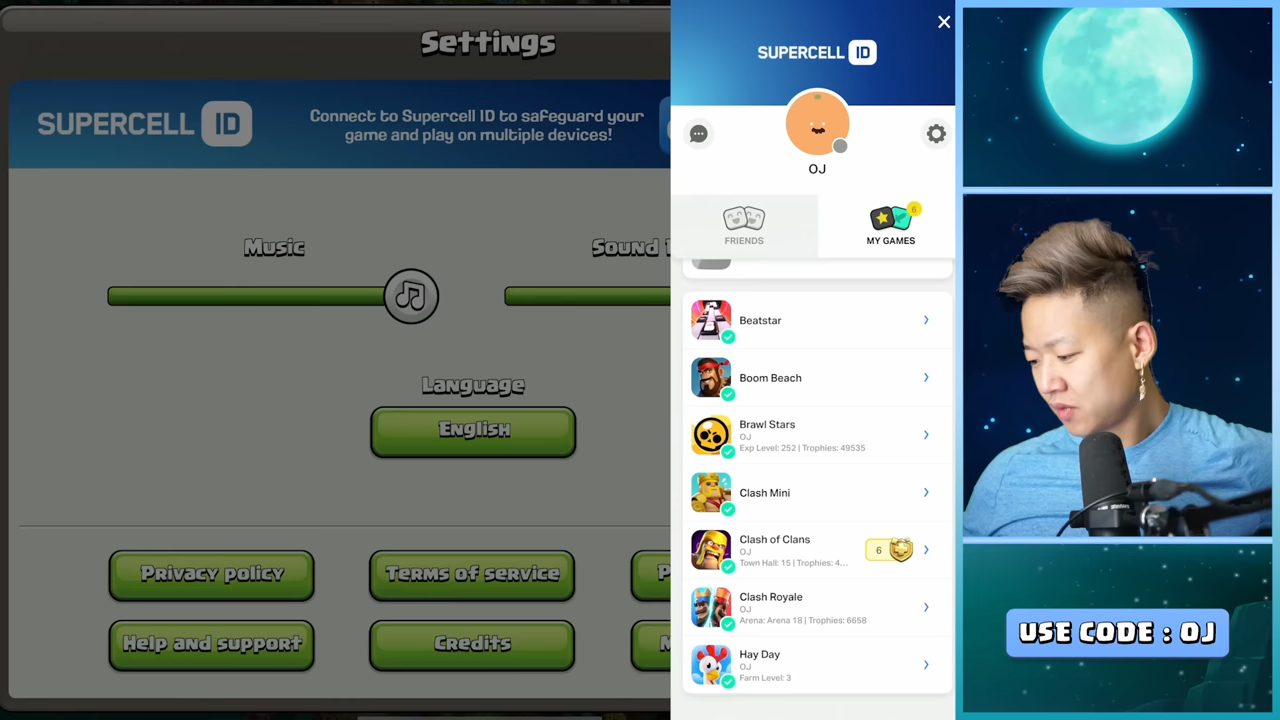 Settings
SUPERCELL ID
Connect to Supercell ID to safeguard your
game and play on multiple devices!
Music
Sound
Language
English
Privacy policy
Terms of service
Help and support
Credits
SUPERCELL ID
OJ
FRIENDS
MY GAMES
6
Beatstar
Boom Beach
Brawl Stars
OJ
Exp Level: 252 | Trophies: 49535
Clash Mini
Clash of Clans
OJ
Town Hall: 15 | Trophies: 4...
6
Clash Royale
OJ
Arena: Arena 18 | Trophies: 6658
Hay Day
OJ
Farm Level: 3
USE CODE : OJ